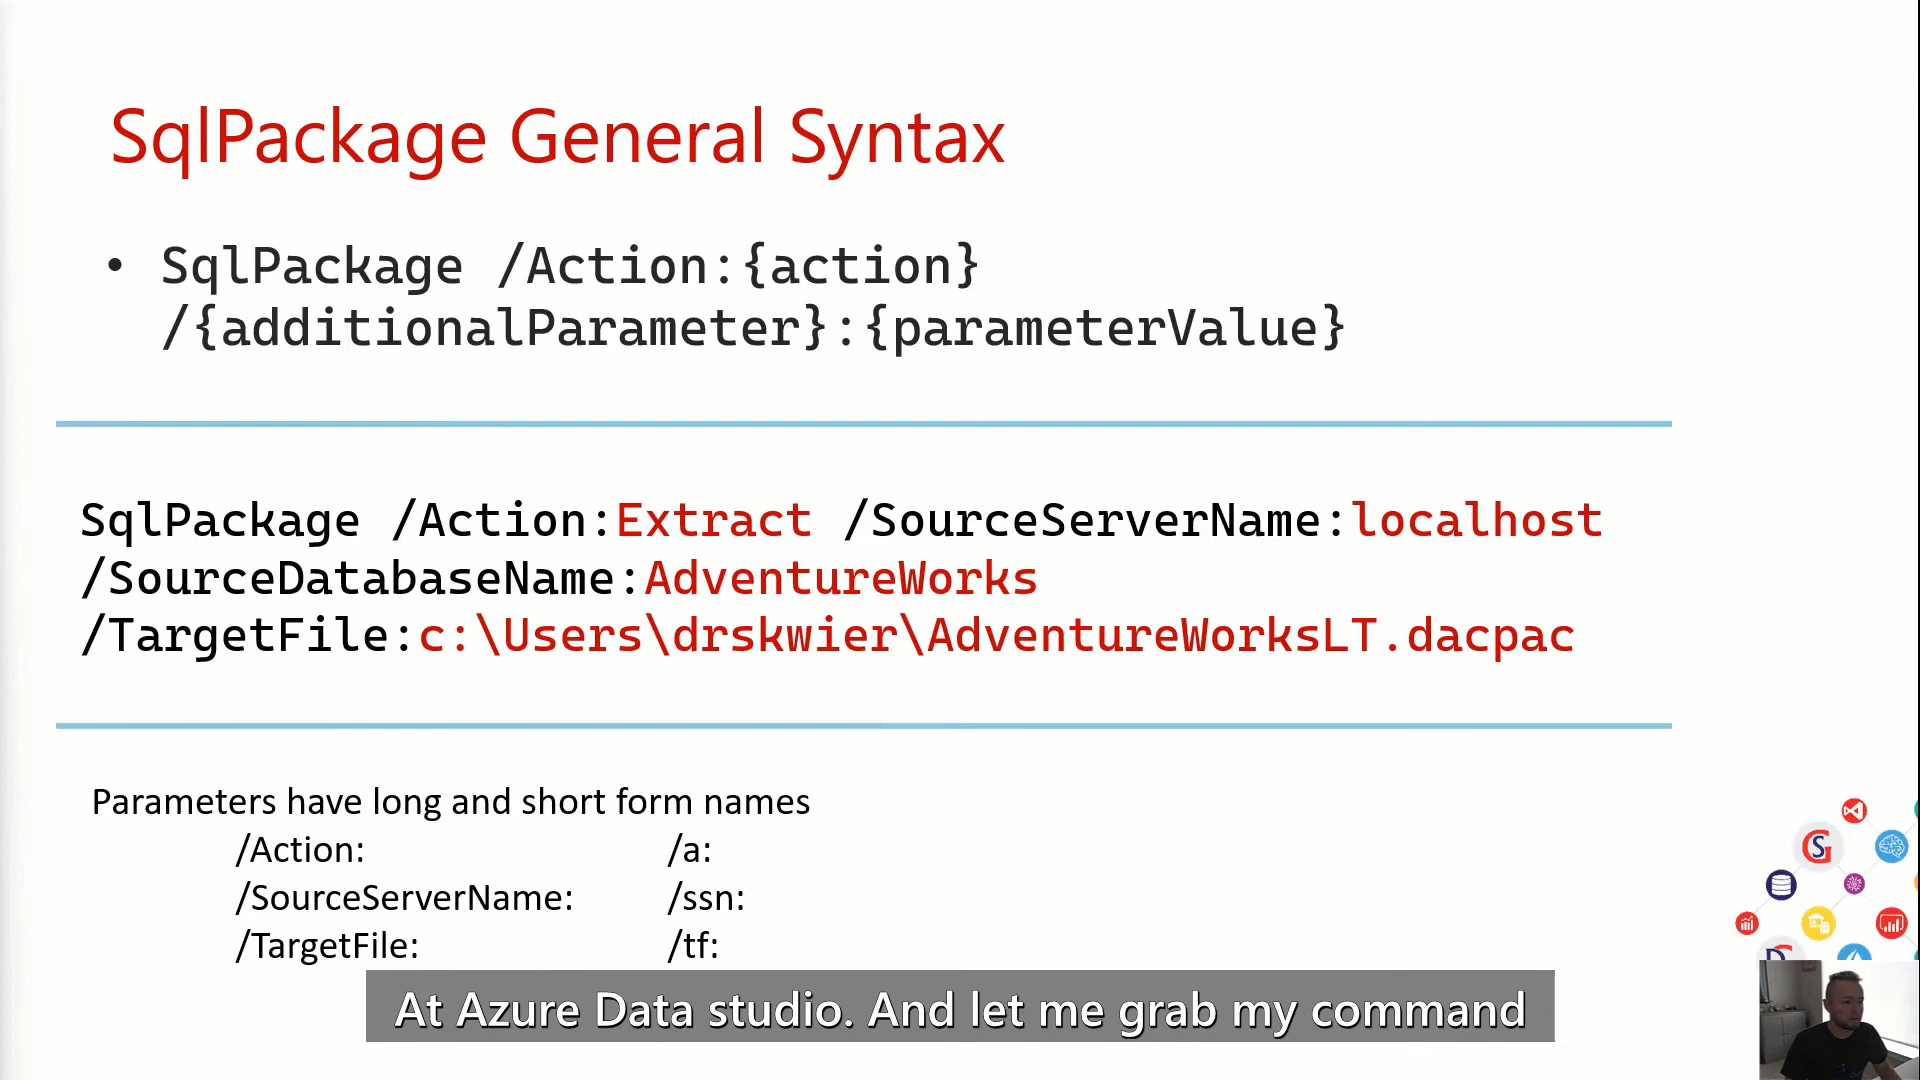 SqlPackage General Syntax
• SqlPackage /Action:{action}
/{additionalParameter}:{parameterValue}
SqlPackage /Action:Extract /SourceServerName:localhost
/SourceDatabaseName:AdventureWorks
/TargetFile:c:\Users\drskwier\AdventureWorksLT.dacpac
Parameters have long and short form names
/Action: /a:
/SourceServerName: /ssn:
/TargetFile: /tf:
At Azure Data studio. And let me grab my command